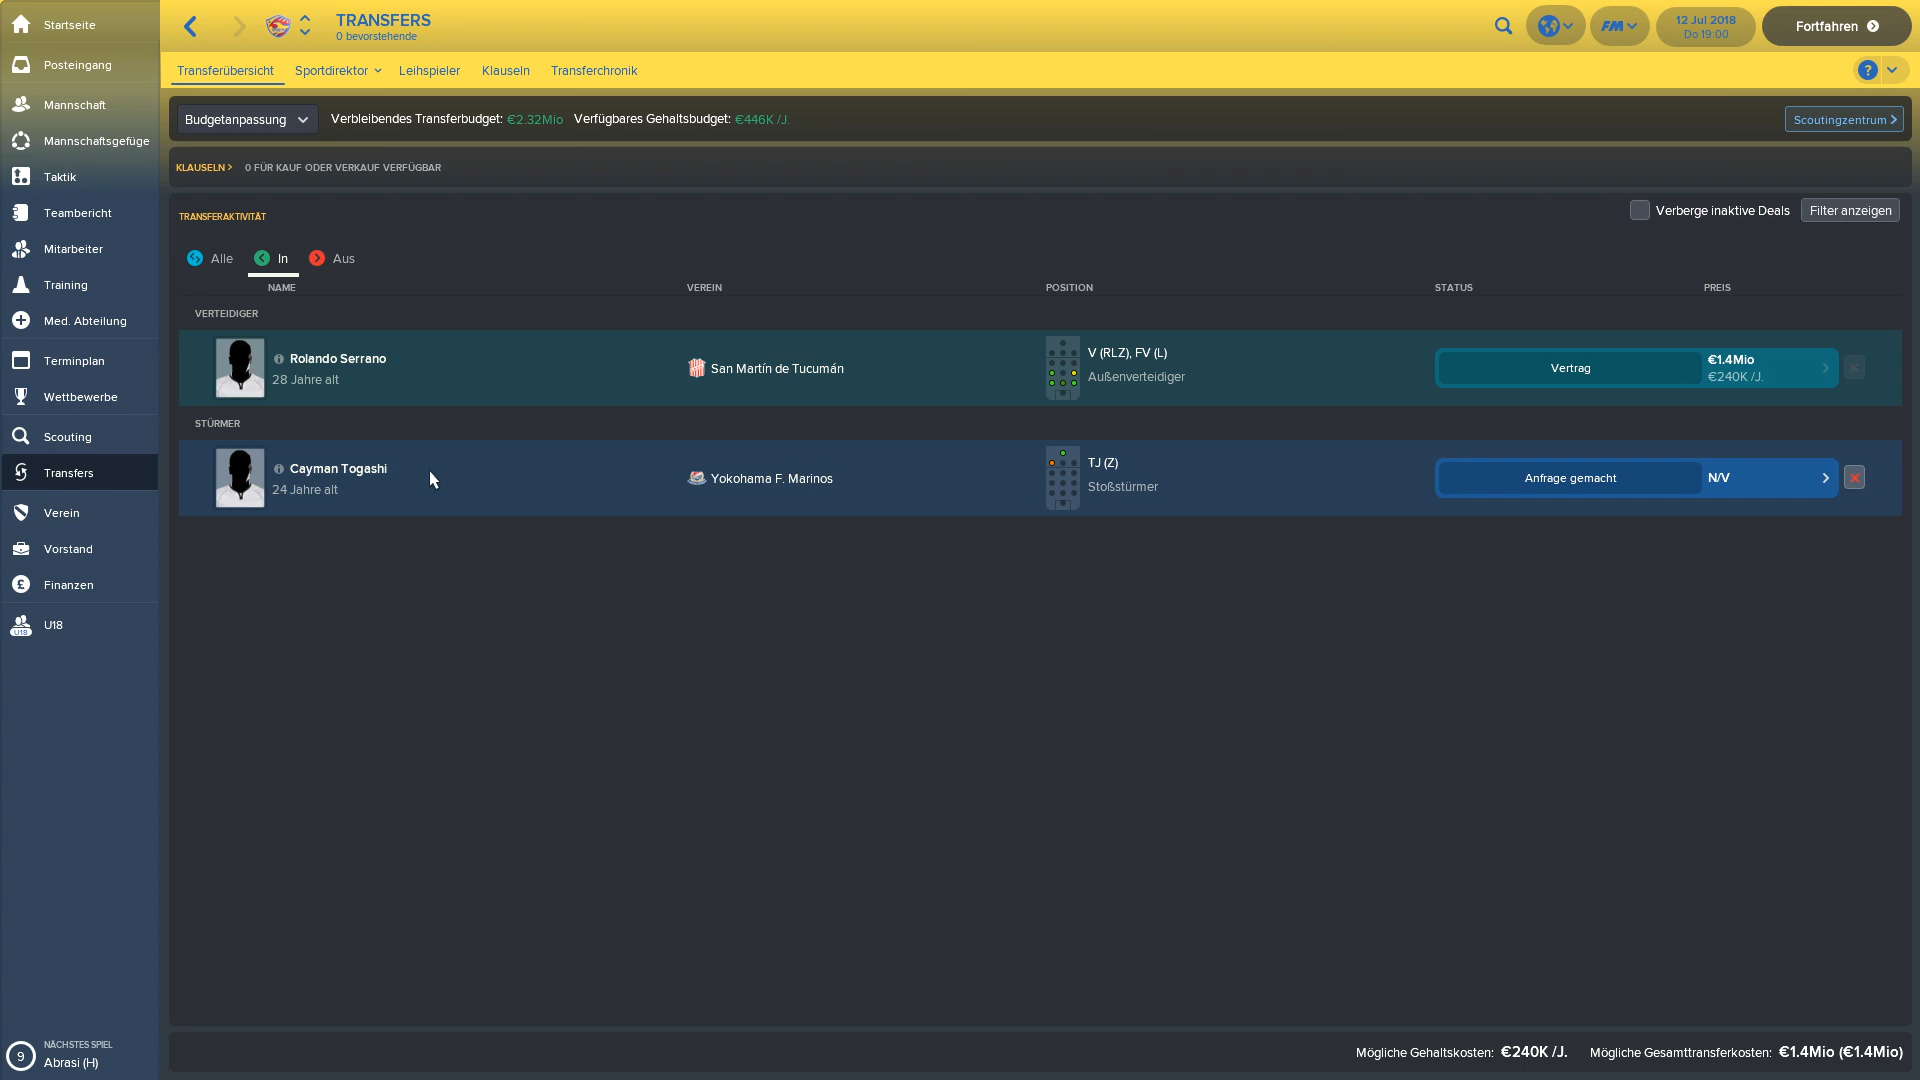 Startseite
Posteingang
Mannschaft
Mannschaftsgefüge
Taktik
Teambericht
Mitarbeiter
Training
Med. Abteilung
Terminplan
Wettbewerbe
Scouting
Transfers
Verein
Vorstand
Finanzen
U18
U18
9
NÄCHSTES SPIEL
Abrasi (H)
TRANSFERS
0 bevorstehende
FM
12 Jul 2018
Do 19:00
Fortfahren
Transferübersicht Sportdirektor Leihspieler Klauseln Transferchronik
?
Budgetanpassung Verbleibendes Transferbudget: €2.32Mio Verfügbares Gehaltsbudget: €446K /J. Scoutingzentrum >
KLAUSELN > 0 FÜR KAUF ODER VERKAUF VERFÜGBAR
TRANSFERAKTIVITÄT
Verberge inaktive Deals Filter anzeigen
Alle In Aus
NAME VEREIN POSITION STATUS PREIS
VERTEIDIGER
Rolando Serrano
28 Jahre alt
San Martín de Tucumán
V (RLZ), FV (L)
Außenverteidiger
Vertrag
€1.4Mio
€240K /J.
STÜRMER
Cayman Togashi
24 Jahre alt
Yokohama F. Marinos
TJ (Z)
Stoßstürmer
Anfrage gemacht
N/V
Mögliche Gehaltskosten: €240K /J. Mögliche Gesamttransferkosten: €1.4Mio (€1.4Mio)